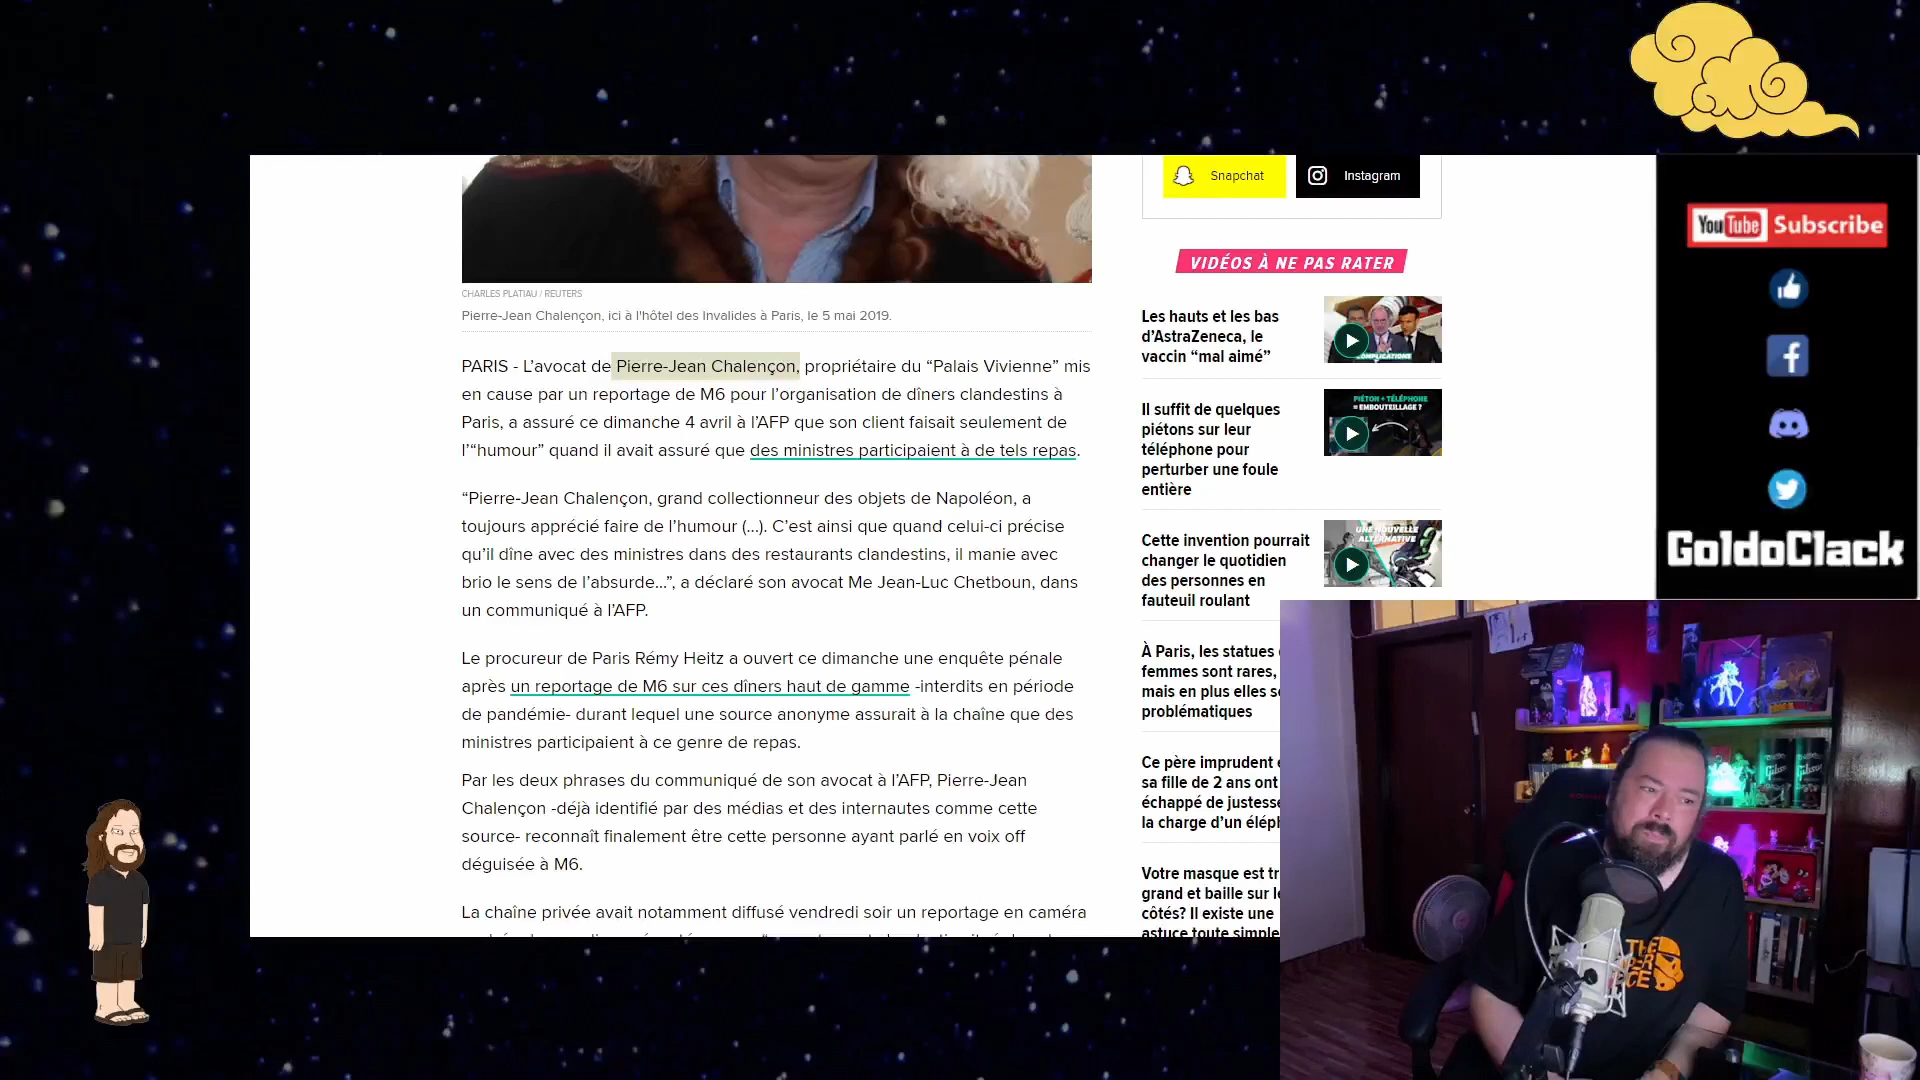 Snapchat
Instagram
CHARLES PLATIAU / REUTERS
Pierre-Jean Chalençon, ici à l'hôtel des Invalides à Paris, le 5 mai 2019.
PARIS - L’avocat de Pierre-Jean Chalençon, propriétaire du “Palais Vivienne” mis
en cause par un reportage de M6 pour l’organisation de dîners clandestins à
Paris, a assuré ce dimanche 4 avril à l’AFP que son client faisait seulement de
l’“humour” quand il avait assuré que des ministres participaient à de tels repas.
“Pierre-Jean Chalençon, grand collectionneur des objets de Napoléon, a
toujours apprécié faire de l’humour (...). C’est ainsi que quand celui-ci précise
qu’il dîne avec des ministres dans des restaurants clandestins, il manie avec
brio le sens de l’absurde...”, a déclaré son avocat Me Jean-Luc Chetboun, dans
un communiqué à l’AFP.
Le procureur de Paris Rémy Heitz a ouvert ce dimanche une enquête pénale
après un reportage de M6 sur ces dîners haut de gamme -interdits en période
de pandémie- durant lequel une source anonyme assurait à la chaîne que des
ministres participaient à ce genre de repas.
Par les deux phrases du communiqué de son avocat à l’AFP, Pierre-Jean
Chalençon -déjà identifié par des médias et des internautes comme cette
source- reconnaît finalement être cette personne ayant parlé en voix off
déguisée à M6.
La chaîne privée avait notamment diffusé vendredi soir un reportage en caméra
VIDÉOS À NE PAS RATER
Les hauts et les bas
d’AstraZeneca, le
vaccin “mal aimé”
COMPLICATIONS
Il suffit de quelques
piétons sur leur
téléphone pour
perturber une foule
entière
PIÉTON + TÉLÉPHONE
= EMBOUTEILLAGE ?
Cette invention pourrait
changer le quotidien
des personnes en
fauteuil roulant
UNE NOUVELLE
ALTERNATIVE
À Paris, les statues
femmes sont rares,
mais en plus elles
problématiques
Ce père imprudent
sa fille de 2 ans ont
échappé de justesse
la charge d’un
Votre masque est
grand et baille sur
côtés? Il existe une
astuce toute simple
YouTube Subscribe
GoldoClack
Gibson
THE